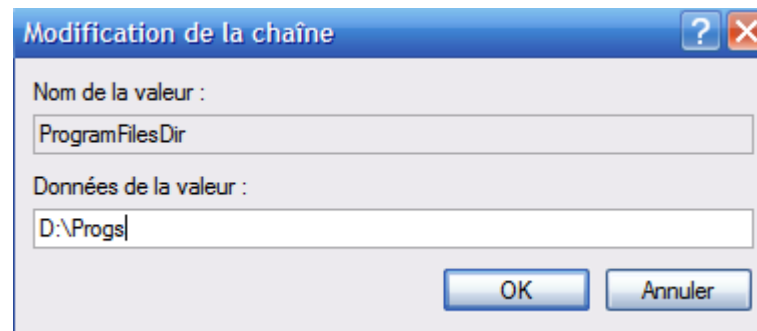 Modification de la chaîne
Nom de la valeur :
ProgramFilesDir
Données de la valeur :
D:\Progs
OK
Annuler